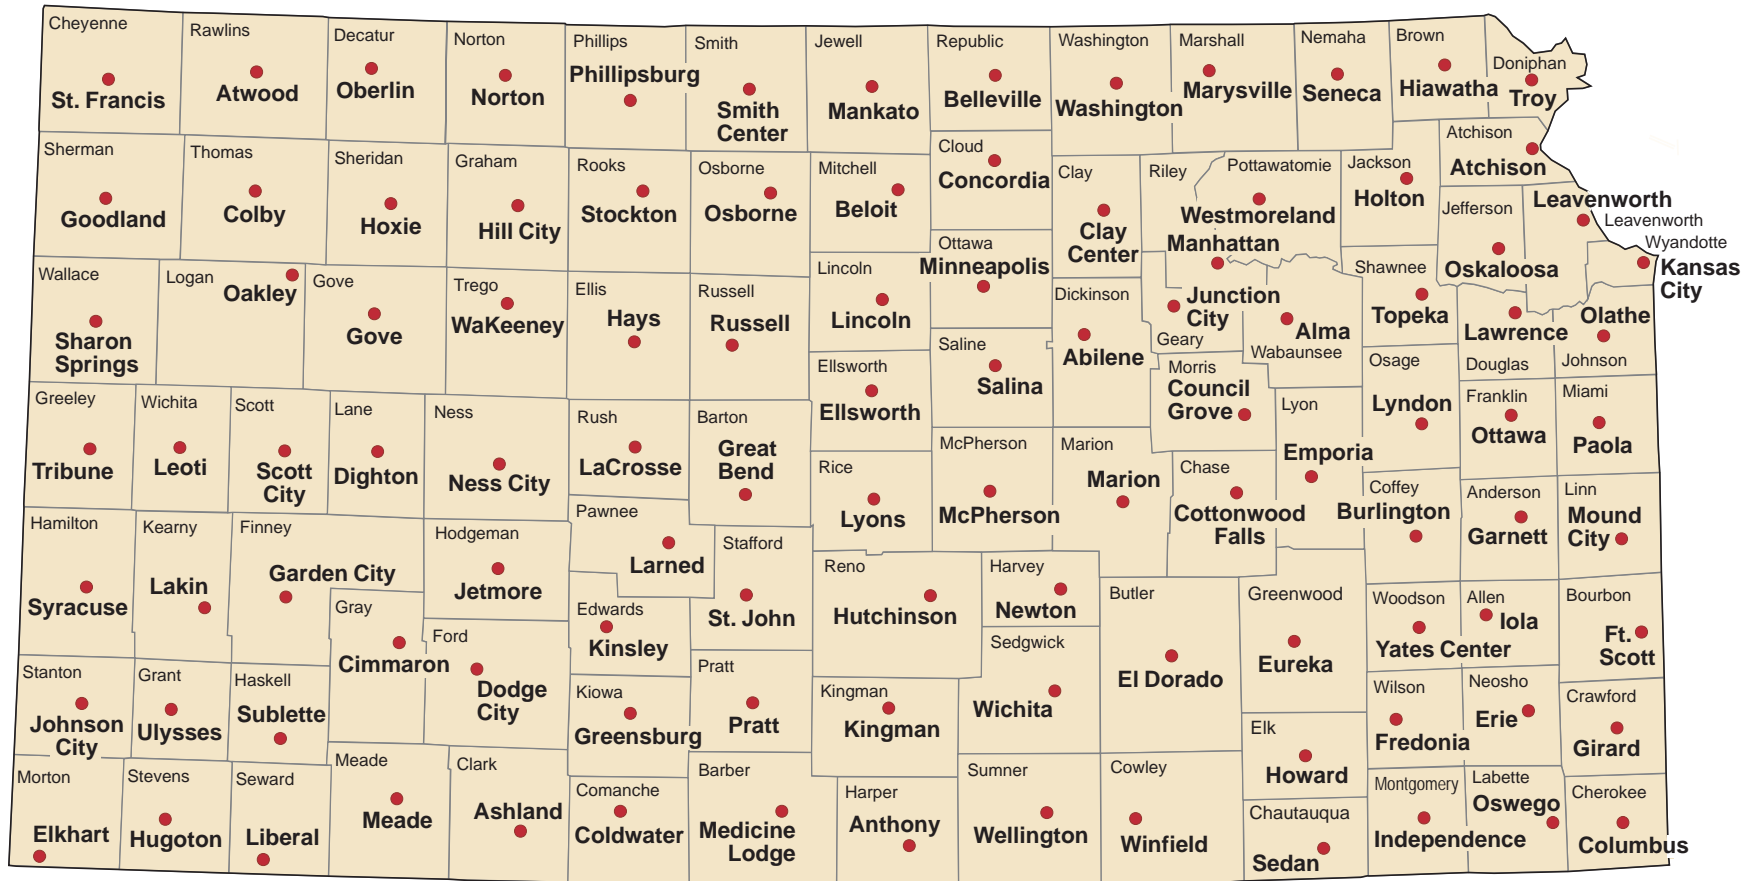 Cheyenne
St. Francis
Rawlins
Atwood
Decatur
Oberlin
Norton
Norton
Phillips
Phillipsburg
Smith
Smith
Center
Jewell
Mankato
Republic
Belleville
Washington
Washington
Marshall
Marysville
Nemaha
Seneca
Brown
Hiawatha
Doniphan
Troy
Sherman
Goodland
Thomas
Colby
Sheridan
Hoxie
Graham
Hill City
Rooks
Stockton
Osborne
Osborne
Mitchell
Beloit
Cloud
Concordia
Clay
Clay
Center
Riley
Manhattan
Pottawatomie
Westmoreland
Jackson
Holton
Atchison
Atchison
Jefferson
Oskaloosa
Leavenworth
Leavenworth
Wyandotte
Kansas
City
Wallace
Sharon
Springs
Logan
Oakley
Gove
Gove
Trego
WaKeeney
Ellis
Hays
Russell
Russell
Lincoln
Lincoln
Ottawa
Minneapolis
Saline
Salina
Dickinson
Abilene
Junction
City
Geary
Alma
Wabaunsee
Shawnee
Topeka
Lawrence
Douglas
Olathe
Johnson
Ellsworth
Ellsworth
Morris
Council
Grove
Osage
Lyndon
Lyon
Emporia
Franklin
Ottawa
Miami
Paola
Greeley
Tribune
Wichita
Leoti
Scott
Scott
City
Lane
Dighton
Ness
Ness City
Rush
LaCrosse
Barton
Great
Bend
Rice
Lyons
McPherson
McPherson
Marion
Marion
Chase
Cottonwood
Falls
Coffey
Burlington
Anderson
Garnett
Linn
Mound
City
Hamilton
Syracuse
Kearny
Lakin
Finney
Garden City
Hodgeman
Jetmore
Pawnee
Larned
Stafford
St. John
Reno
Hutchinson
Harvey
Newton
Butler
El Dorado
Greenwood
Eureka
Woodson
Yates Center
Allen
Iola
Bourbon
Ft.
Scott
Gray
Cimmaron
Ford
Dodge
City
Edwards
Kinsley
Sedgwick
Wichita
Stanton
Johnson
City
Grant
Ulysses
Haskell
Sublette
Kiowa
Greensburg
Pratt
Pratt
Kingman
Kingman
Elk
Howard
Wilson
Fredonia
Neosho
Erie
Crawford
Girard
Morton
Elkhart
Stevens
Hugoton
Seward
Liberal
Meade
Meade
Clark
Ashland
Comanche
Coldwater
Barber
Medicine
Lodge
Harper
Anthony
Sumner
Wellington
Cowley
Winfield
Chautauqua
Sedan
Montgomery
Independence
Labette
Oswego
Cherokee
Columbus